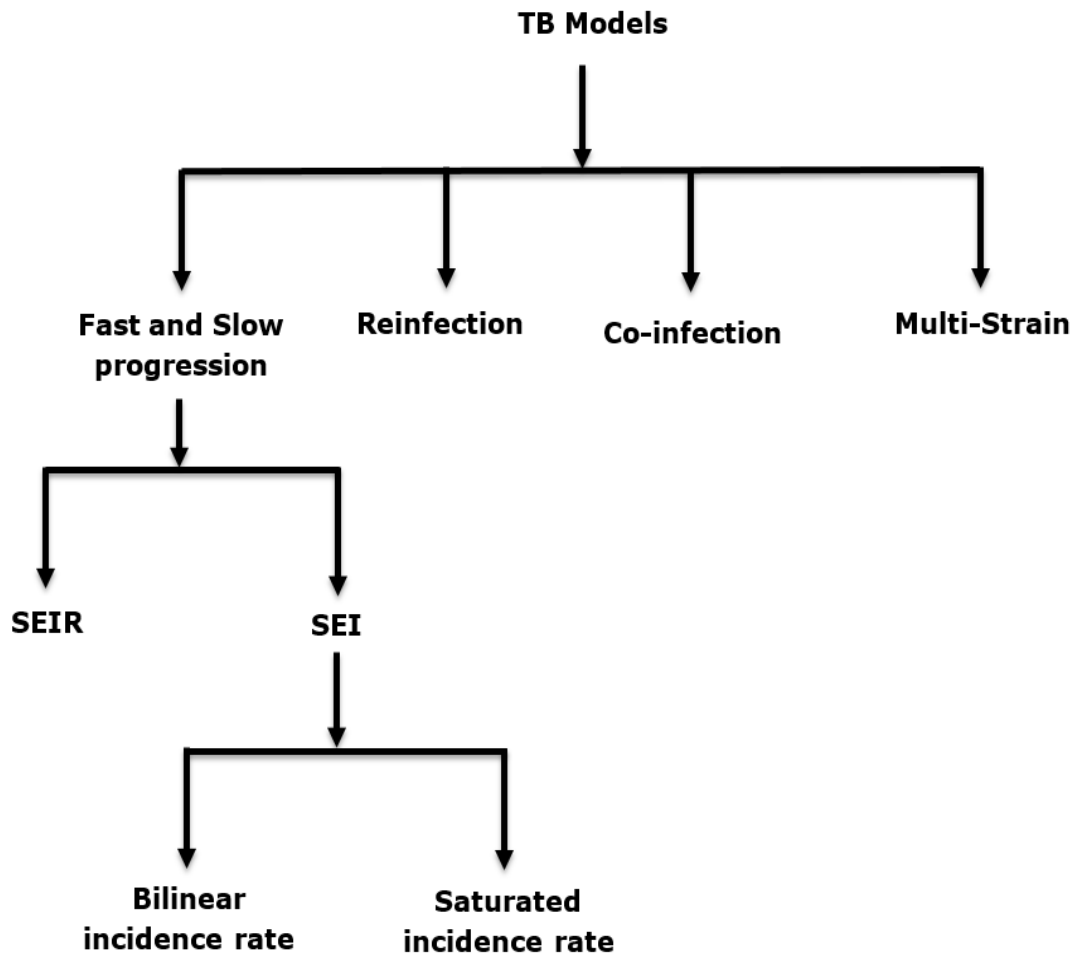 TB Models
Fast and Slow
progression
Reinfection
Co-infection
Multi-Strain
SEIR
SEI
Bilinear
incidence rate
Saturated
incidence rate